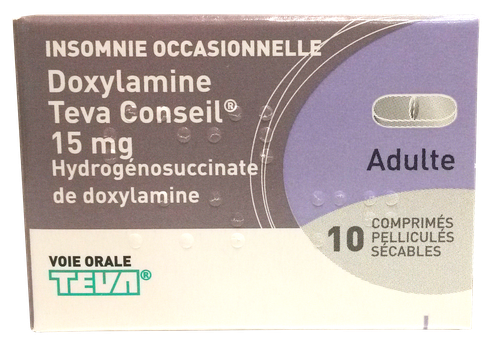 INSOMNIE OCCASIONNELLE
Doxylamine
Teva Conseil®
15 mg
Hydrogénosuccinate
de doxylamine
Adulte
10 COMPRIMÉS
PELLICULÉS
SÉCABLES
VOIE ORALE
TEVA®